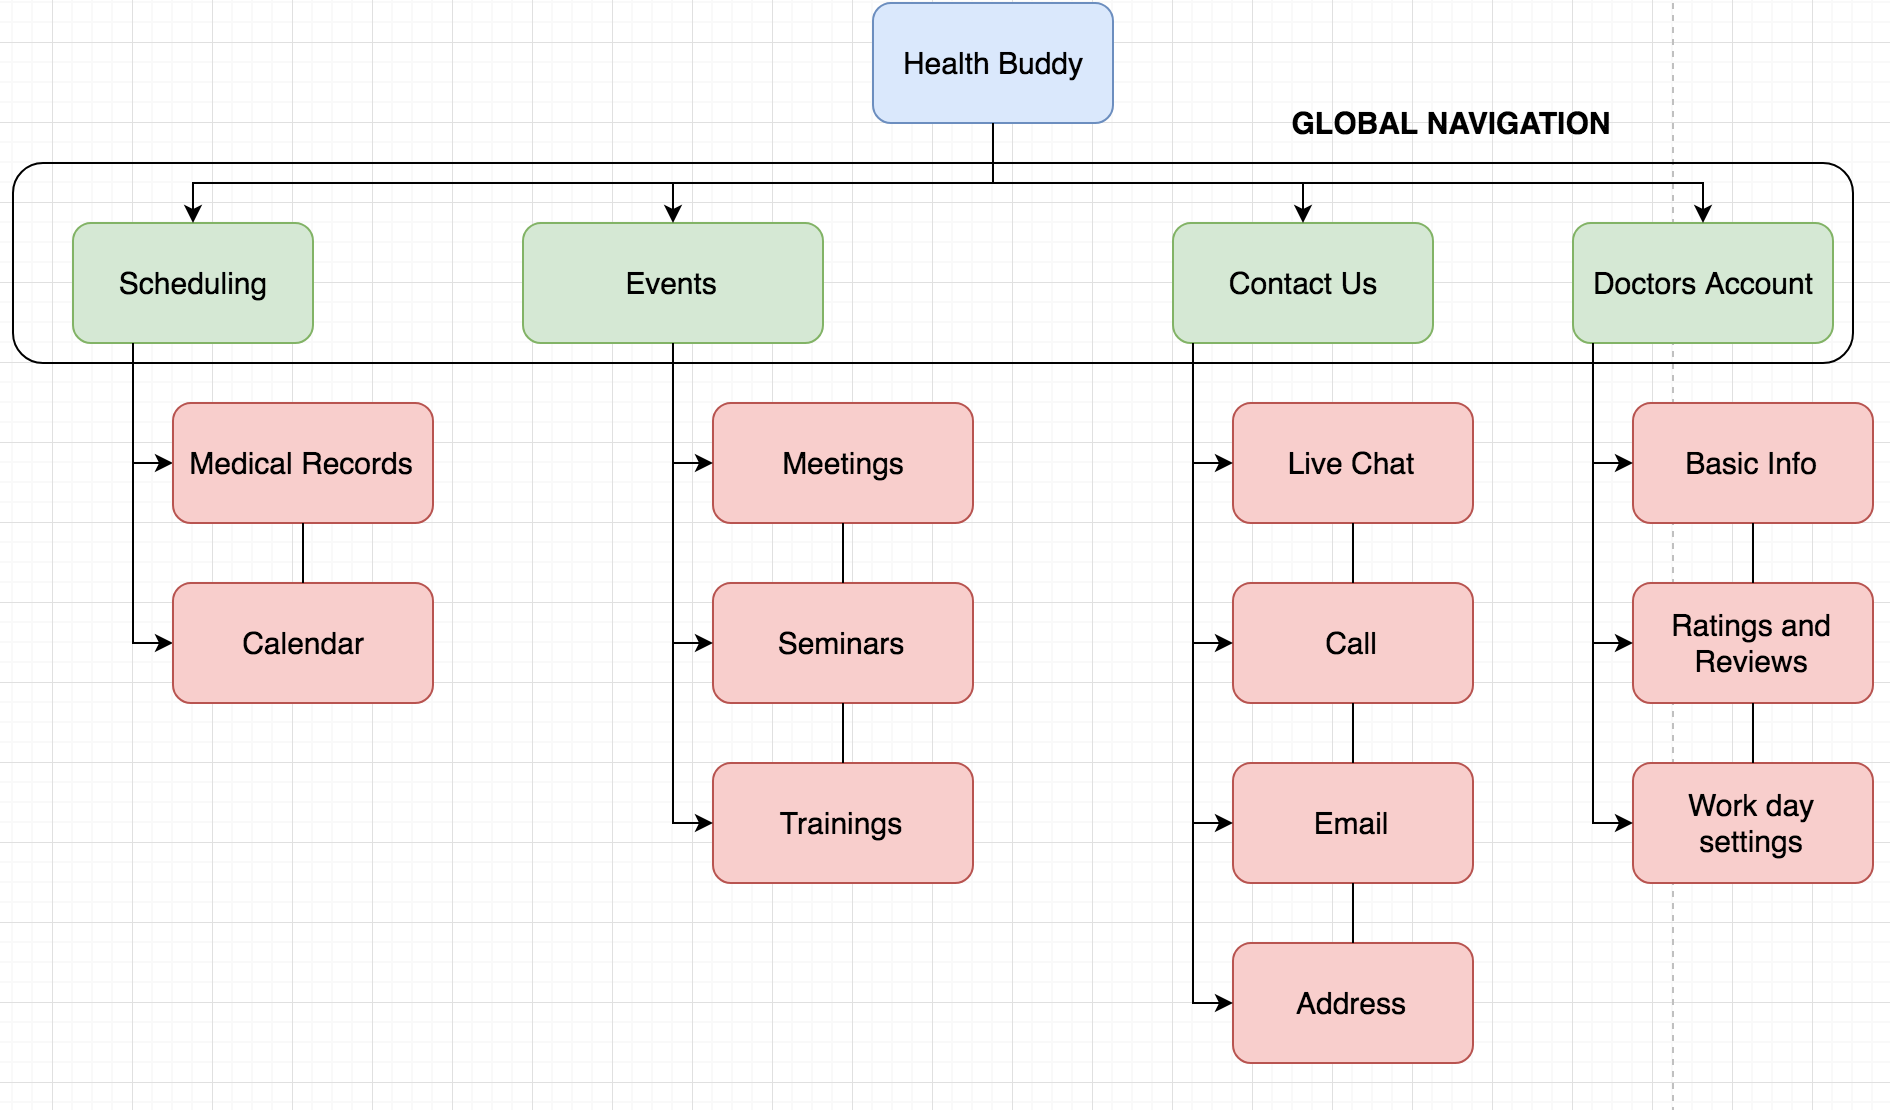 Health Buddy
GLOBAL NAVIGATION
Scheduling
Events
Contact Us
Doctors Account
Medical Records
Meetings
Live Chat
Basic Info
Calendar
Seminars
Call
Ratings and
Reviews
Trainings
Email
Work day
settings
Address